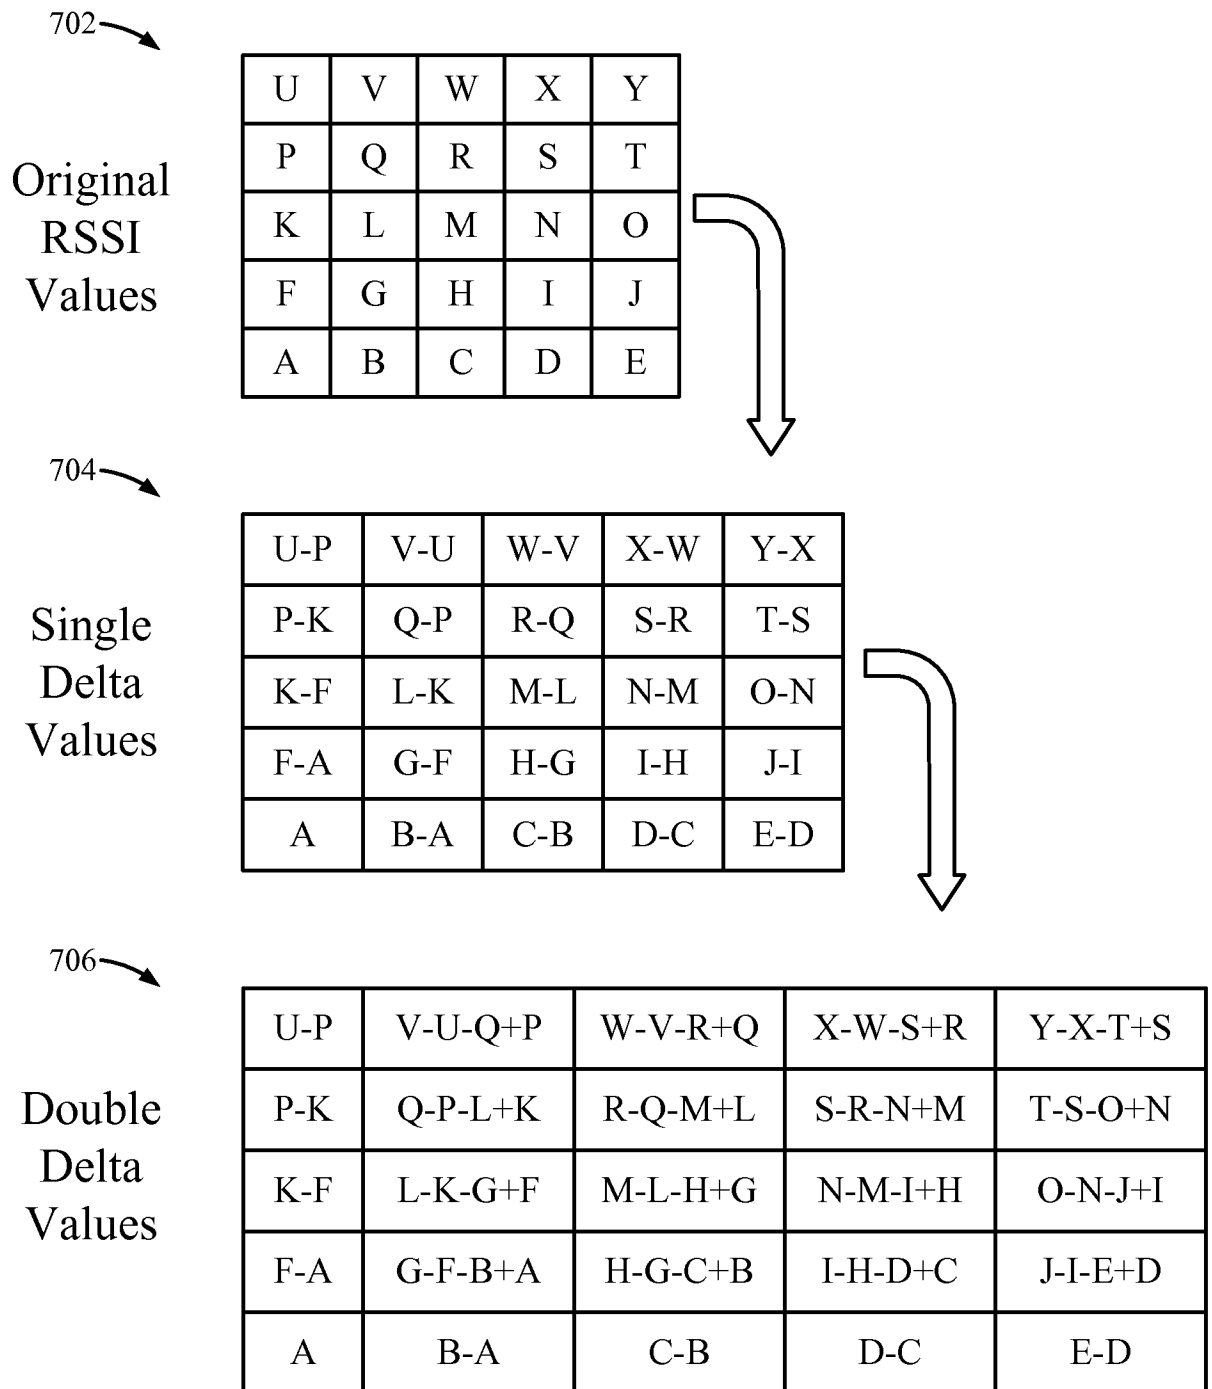 702
U V W X Y
P Q R S T
K L M N O
F G H I J
A B C D E
Original
RSSI
Values
704
U-P V-U W-V X-W Y-X
P-K Q-P R-Q S-R T-S
K-F L-K M-L N-M O-N
F-A G-F H-G I-H J-I
A B-A C-B D-C E-D
Single
Delta
Values
706
U-P V-U-Q+P W-V-R+Q X-W-S+R Y-X-T+S
P-K Q-P-L+K R-Q-M+L S-R-N+M T-S-O+N
K-F L-K-G+F M-L-H+G N-M-I+H O-N-J+I
F-A G-F-B+A H-G-C+B I-H-D+C J-I-E+D
A B-A C-B D-C E-D
Double
Delta
Values